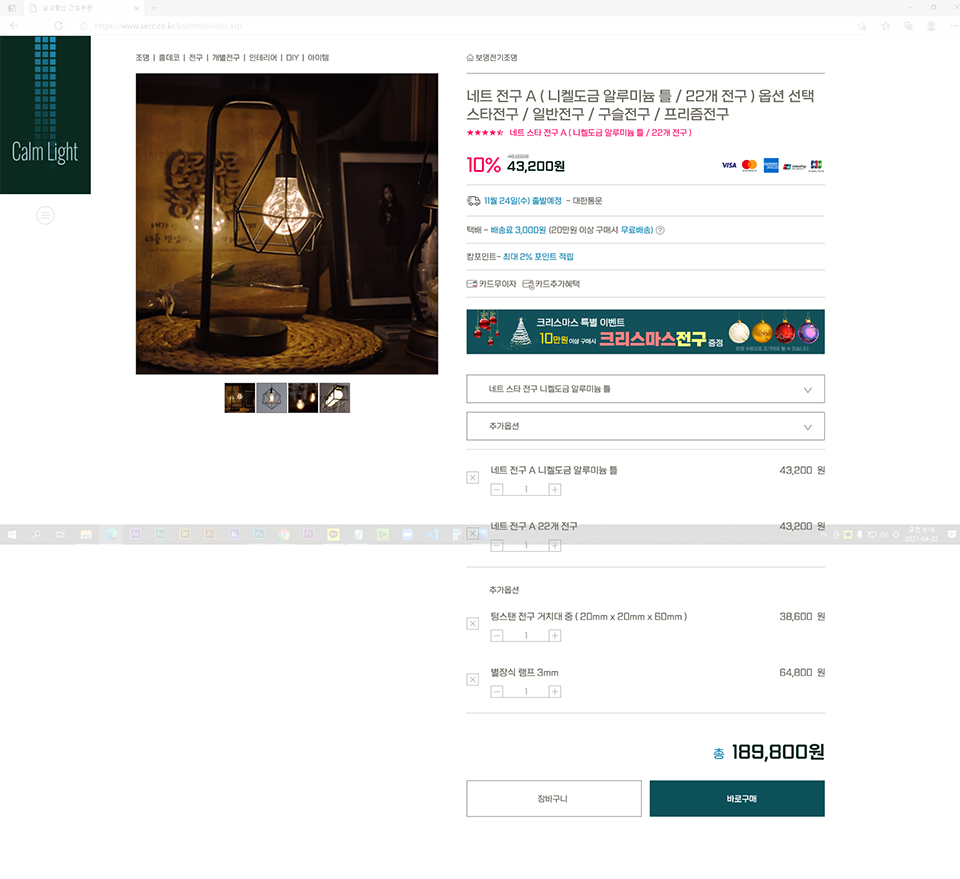 https://www.secc.co.kr/ko/html/index.asp
Calm Light
조명 | 홈데코 | 전구 | 개별전구 | 인테리어 | DIY | 아이템
보영전기조명
네트 전구 A ( 니켈도금 알루미늄 틀 / 22개 전구 ) 옵션 선택
스타전구 / 일반전구 / 구슬전구 / 프리즘전구
네트 스타 전구 A ( 니켈도금 알루미늄 틀 / 22개 전구 )
10% 43,200원
VISA
11월 24일(수) 출발예정 - 대한통운
택배 - 배송료 3,000원 (20만원 이상 구매시 무료배송) ?
캄포인트- 최대 2% 포인트 적립
카드무이자 카드추가혜택
크리스마스 특별 이벤트
10만원이상 구매시 크리스마스전구 증정
네트 스타 전구 니켈도금 알루미늄 틀
추가옵션
네트 전구 A 니켈도금 알루미늄 틀 43,200 원
1
네트 전구 A 22개 전구 43,200 원
1
2021-04-22
추가옵션
텅스탠 전구 거치대 중 ( 20mm x 20mm x 60mm ) 38,600 원
1
별장식 램프 3mm 64,800 원
1
총 189,800원
장바구니 바로구매